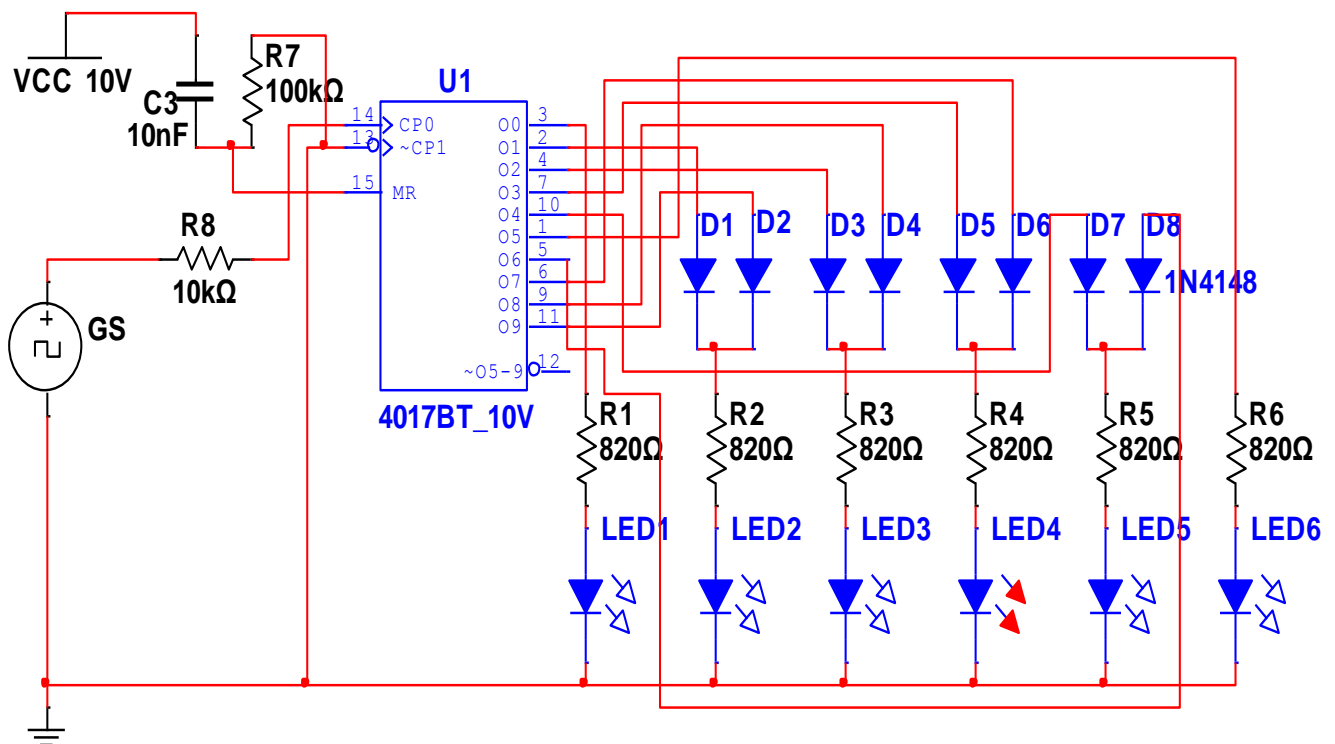 VCC 10V
C3
10nF
R7
100kΩ
U1
14 CP0
13 ~CP1
15 MR
O0 3
O1 2
O2 4
O3 7
O4 10
O5 1
O6 5
O7 6
O8 9
O9 11
~O5-9 12
4017BT_10V
R8
10kΩ
GS
D1 D2 D3 D4 D5 D6 D7 D8
1N4148
R1 R2 R3 R4 R5 R6
820Ω 820Ω 820Ω 820Ω 820Ω 820Ω
LED1 LED2 LED3 LED4 LED5 LED6